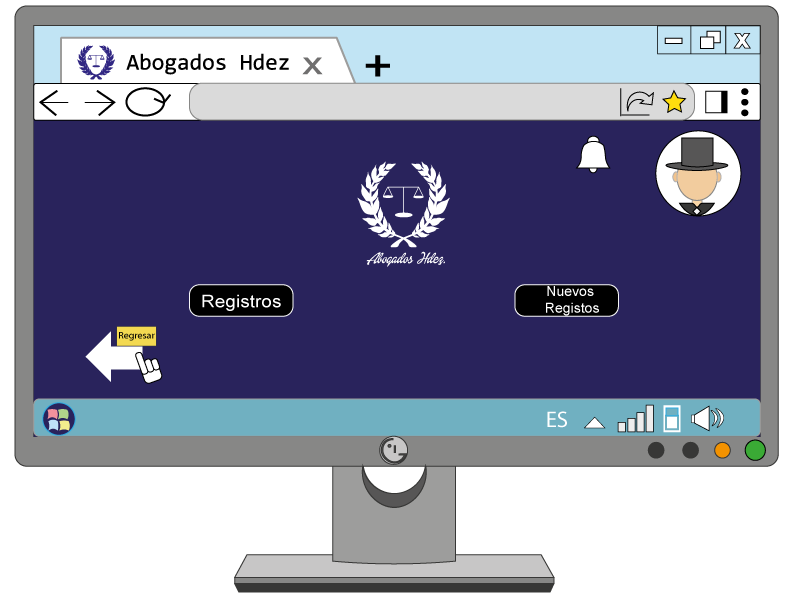 Abogados Hdez X
X
Abogados Hdez.
Registros
Nuevos
Registos
Regresar
ES